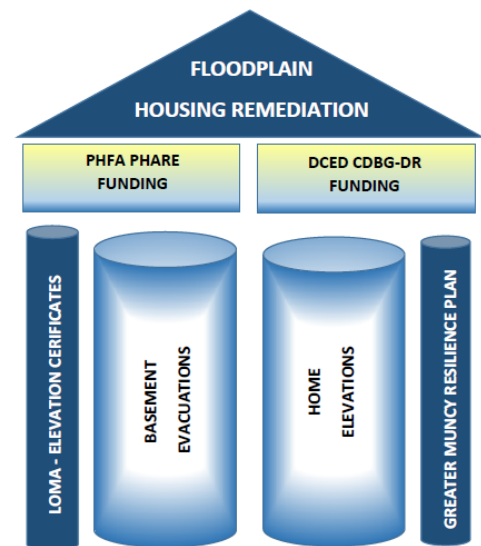 FLOODPLAIN
HOUSING REMEDIATION
PHFA PHARE
FUNDING
DCED CDBG-DR
FUNDING
LOMA - ELEVATION CERIFICATES
BASEMENT
EVACUATIONS
HOME
ELEVATIONS
GREATER MUNCY RESILIENCE PLAN